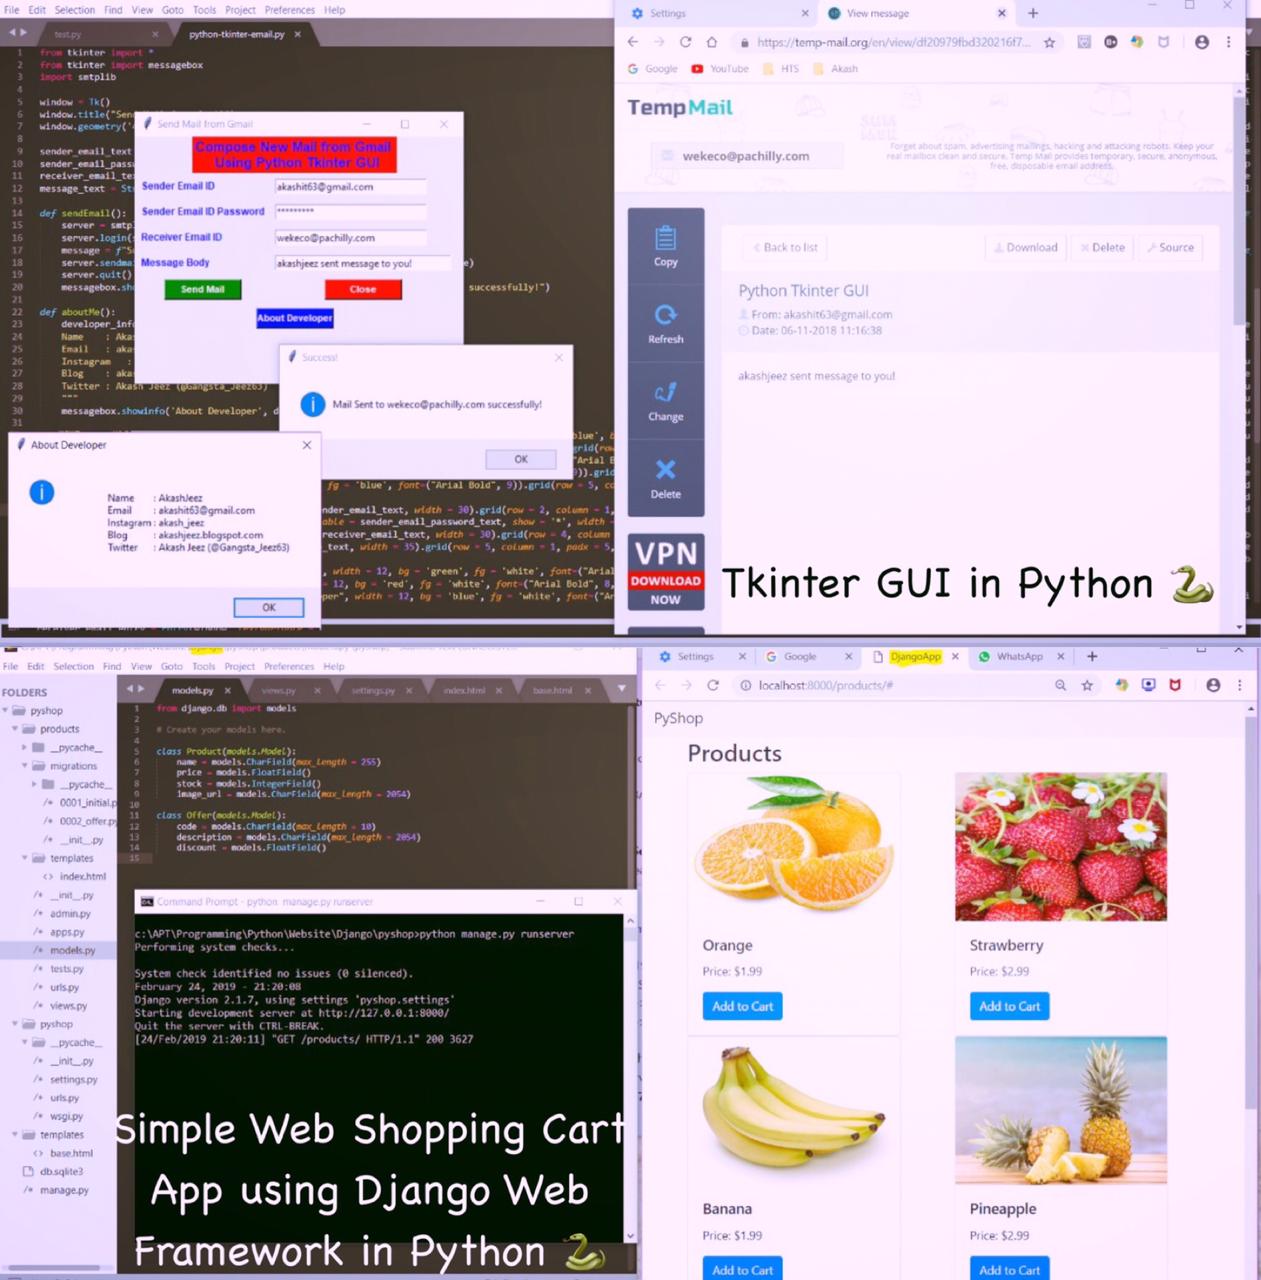 File Edit Selection Find View Goto Tools Project Preferences Help
test.py
python-tkinter-email.py
1 from tkinter import *
2 from tkinter import messagebox
3 import smtplib
4
5 window = Tk()
6 window.title("Sen
7 window.geometry('
8
9 sender_email_text
10 sender_email_passw
11 receiver_email_tex
12 message_text = St
13
14 def sendEmail():
15 server = smtp
16 server.login(s
17 message = f"Su
18 server.sendma
19 server.quit()
20 messagebox.sho successfully!")
21
22 def aboutMe():
23 developer_info
24 Name : Aka
25 Email : aka
26 Instagram :
27 Blog : aka
28 Twitter : Akash Jeez (@Gangsta_Jeez63)
29 """
30 messagebox.showinfo('About Developer', d
31
Send Mail from Gmail
Compose New Mail from Gmail
Using Python Tkinter GUI
Sender Email ID akashit63@gmail.com
Sender Email ID Password *********
Receiver Email ID wekeco@pachilly.com
Message Body akashjeez sent message to you!
Send Mail Close
About Developer
Success!
Mail Sent to wekeco@pachilly.com successfully!
OK
About Developer
Name : AkashJeez
Email : akashit63@gmail.com
Instagram : akash_jeez
Blog : akashjeez.blogspot.com
Twitter : Akash Jeez (@Gangsta_Jeez63)
OK
fg = 'blue', font=("Arial Bold", 9)).grid(row = 5, co
nder_email_text, width = 30).grid(row = 2, column = 1,
able = sender_email_password_text, show = '*', width =
receiver_email_text, width = 30).grid(row = 4, column
_text, width = 35).grid(row = 5, column = 1, padx = 5,
width = 12, bg = 'green', fg = 'white', font=("Arial
= 12, bg = 'red', fg = 'white', font=("Arial Bold", 8,
per", width = 12, bg = 'blue', fg = 'white', font=("Ar
Settings
View message
https://temp-mail.org/en/view/df20979fbd320216f7...
Google YouTube HTS Akash
TempMail
wekeco@pachilly.com
Forget about spam, advertising mailings, hacking and attacking robots. Keep your
real mailbox clean and secure. Temp Mail provides temporary, secure, anonymous,
free, disposable email address.
Copy
Refresh
Change
Delete
VPN
DOWNLOAD
NOW
Back to list Download Delete Source
Python Tkinter GUI
From: akashit63@gmail.com
Date: 06-11-2018 11:16:38
akashjeez sent message to you!
Tkinter GUI in Python
File Edit Selection Find View Goto Tools Project Preferences Help
FOLDERS
pyshop
products
__pycache__
migrations
__pycache__
0001_initial.p
0002_offer.py
__init__.py
templates
index.html
__init__.py
admin.py
apps.py
models.py
tests.py
urls.py
views.py
pyshop
__pycache__
__init__.py
settings.py
urls.py
wsgi.py
templates
base.html
db.sqlite3
manage.py
models.py views.py settings.py index.html base.html
1 from django.db import models
2
3 # Create your models here.
4
5 class Product(models.Model):
6 name = models.CharField(max_length = 255)
7 price = models.FloatField()
8 stock = models.IntegerField()
9 image_url = models.CharField(max_length = 2054)
10
11 class Offer(models.Model):
12 code = models.CharField(max_length = 10)
13 description = models.CharField(max_length = 2054)
14 discount = models.FloatField()
15
Command Prompt - python manage.py runserver
c:\APT\Programming\Python\Website\Django\pyshop>python manage.py runserver
Performing system checks...
System check identified no issues (0 silenced).
February 24, 2019 - 21:20:08
Django version 2.1.7, using settings 'pyshop.settings'
Starting development server at http://127.0.0.1:8000/
Quit the server with CTRL-BREAK.
[24/Feb/2019 21:20:11] "GET /products/ HTTP/1.1" 200 3627
Simple Web Shopping Cart
App using Django Web
Framework in Python
Settings Google DjangoApp WhatsApp
localhost:8000/products/#
PyShop
Products
Orange
Price: $1.99
Add to Cart
Strawberry
Price: $2.99
Add to Cart
Banana
Price: $1.99
Add to Cart
Pineapple
Price: $2.99
Add to Cart